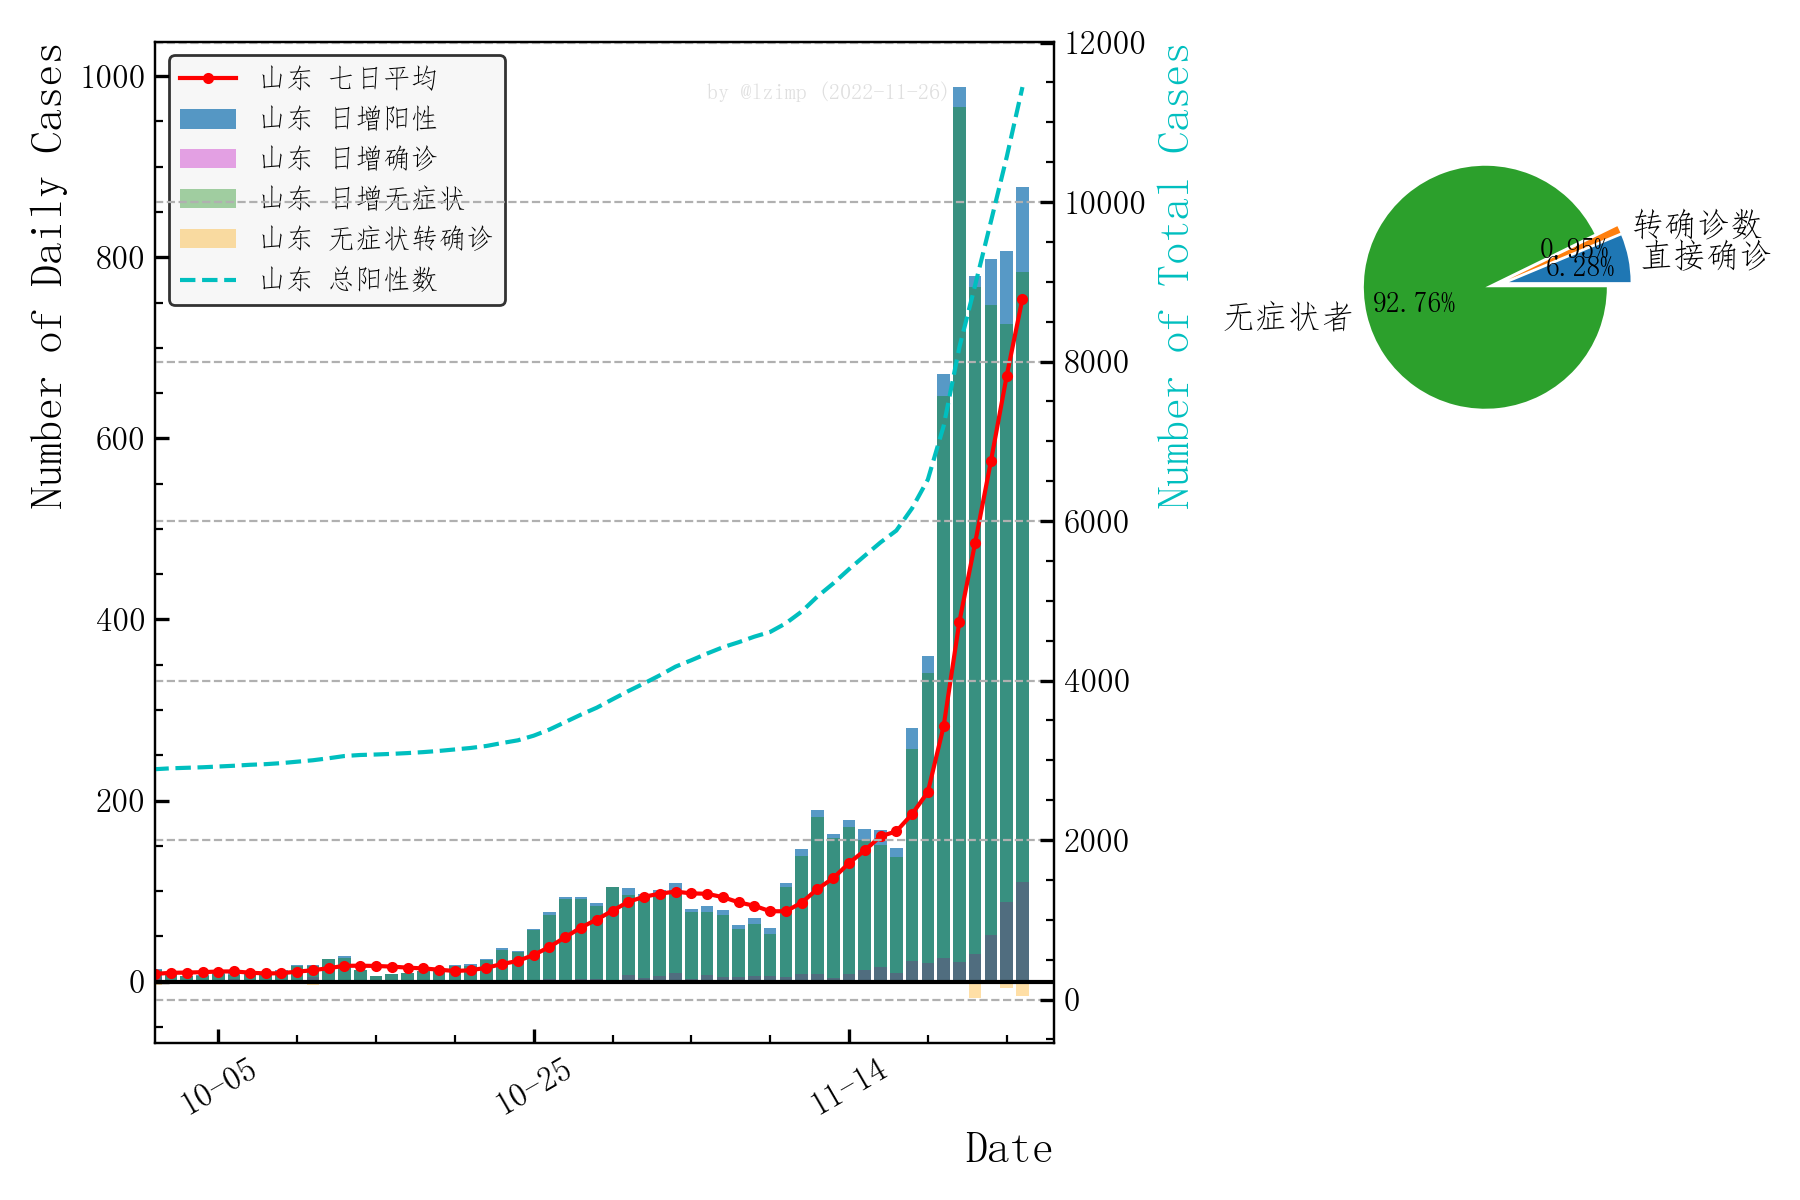 Number of Daily Cases
1000
800
600
400
200
0
山东 七日平均
山东 日增阳性
山东 日增确诊
山东 日增无症状
山东 无症状转确诊
山东 总阳性数
by @lzimp (2022-11-26)
12000
10000
8000
6000
4000
2000
0
Number of Total Cases
10-05
10-25
11-14
Date
转确诊数
0.95%
直接确诊
6.28%
无症状者
92.76%